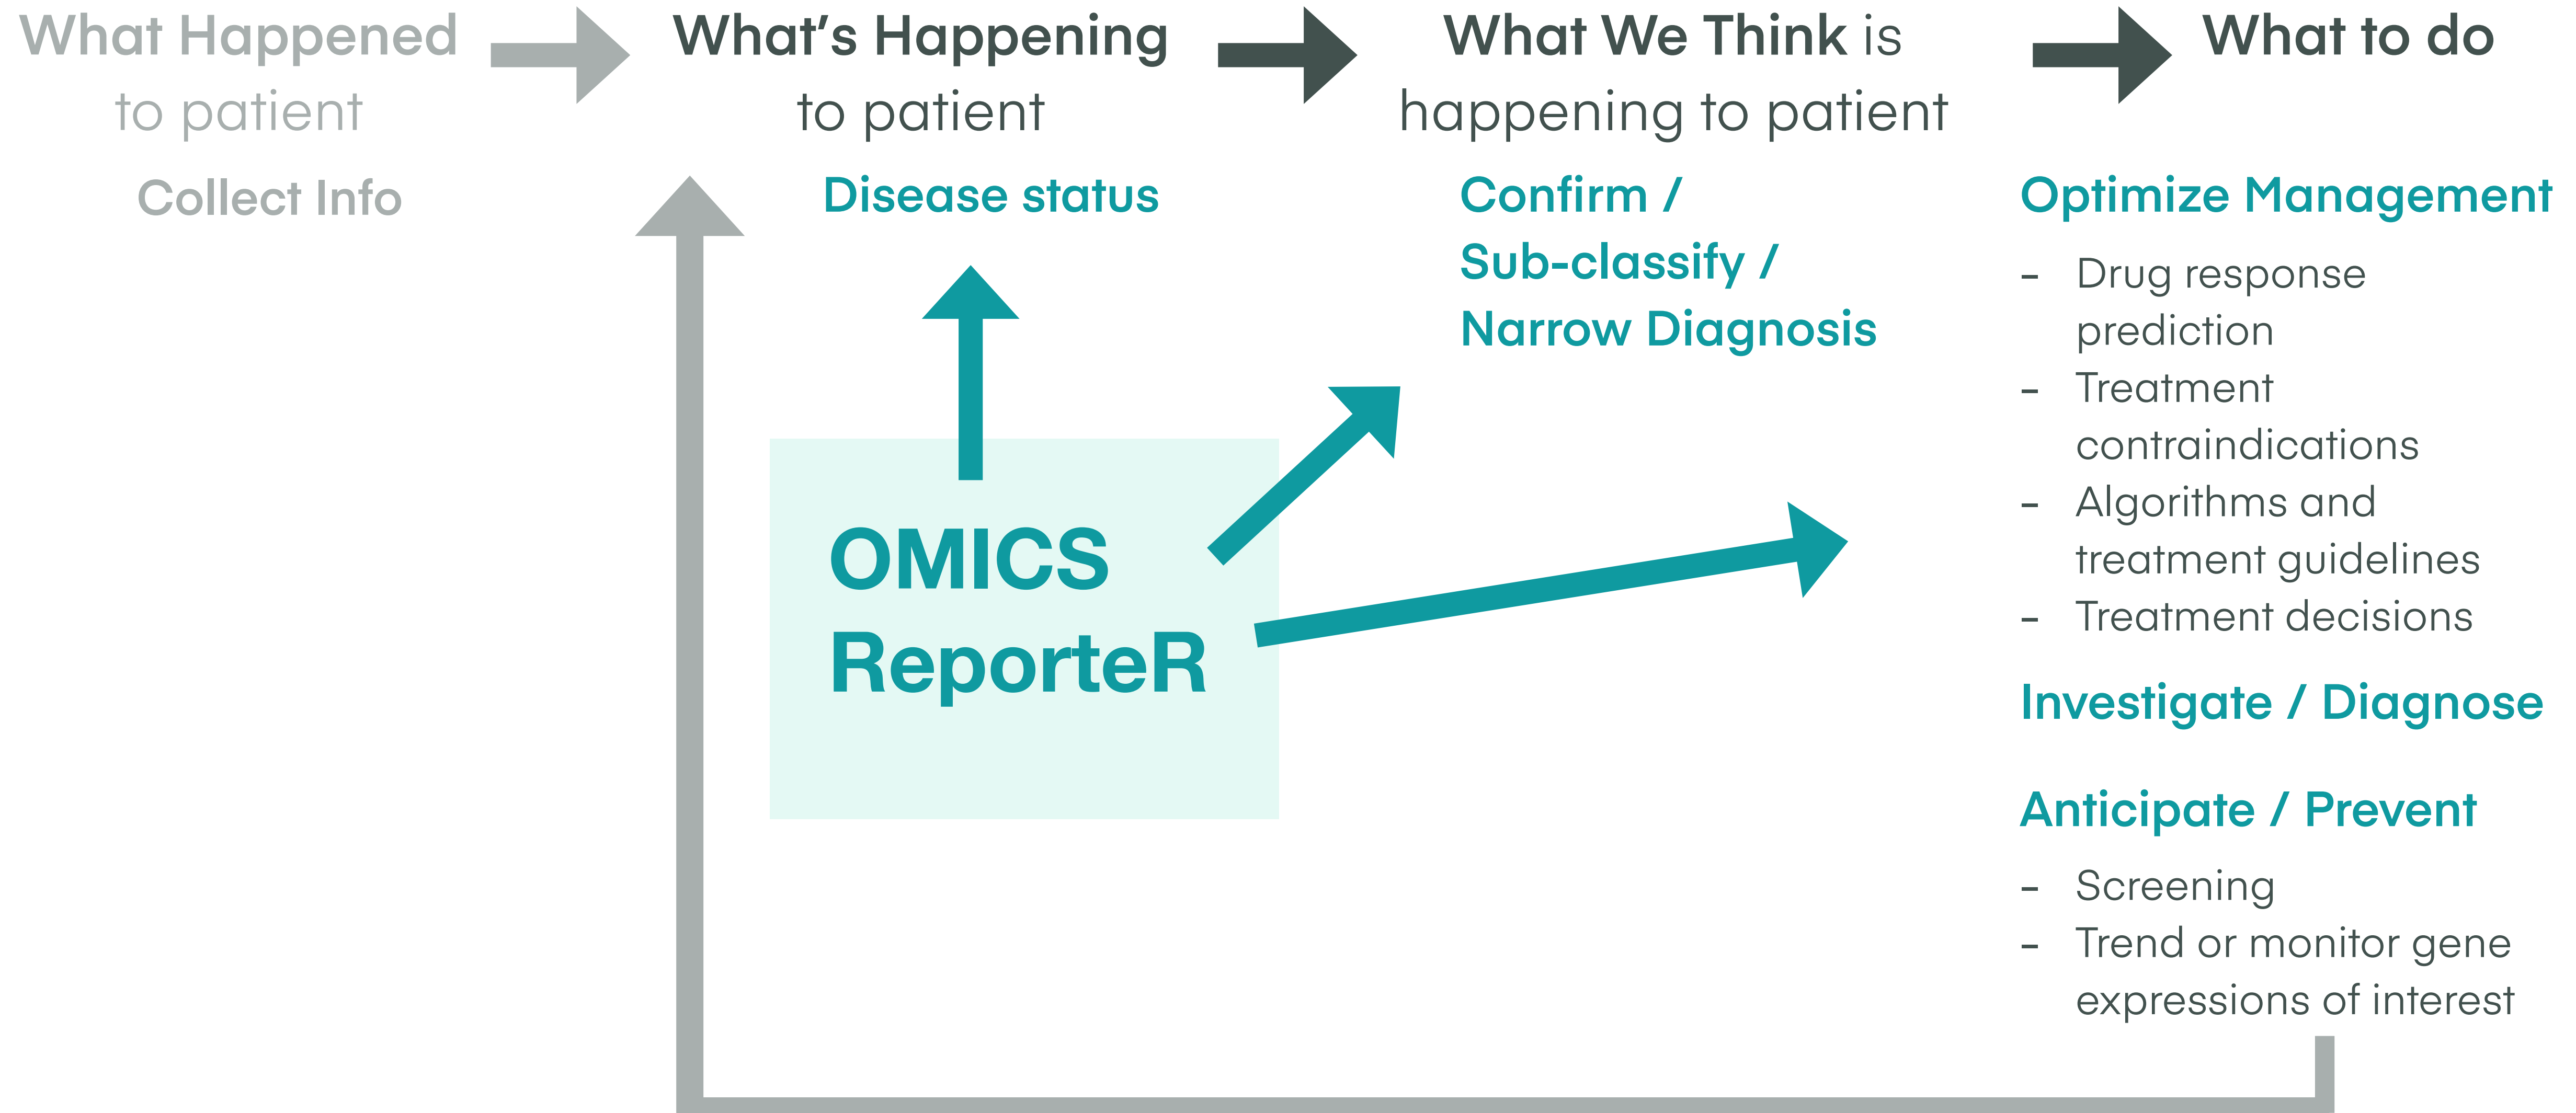 What Happened
to patient
Collect Info
What's Happening
to patient
Disease status
What We Think is
happening to patient
Confirm /
Sub-classify /
Narrow Diagnosis
What to do
Optimize Management
- Drug response
prediction
- Treatment
contraindications
- Algorithms and
treatment guidelines
- Treatment decisions
Investigate / Diagnose
Anticipate / Prevent
- Screening
- Trend or monitor gene
expressions of interest
OMICS
ReporteR